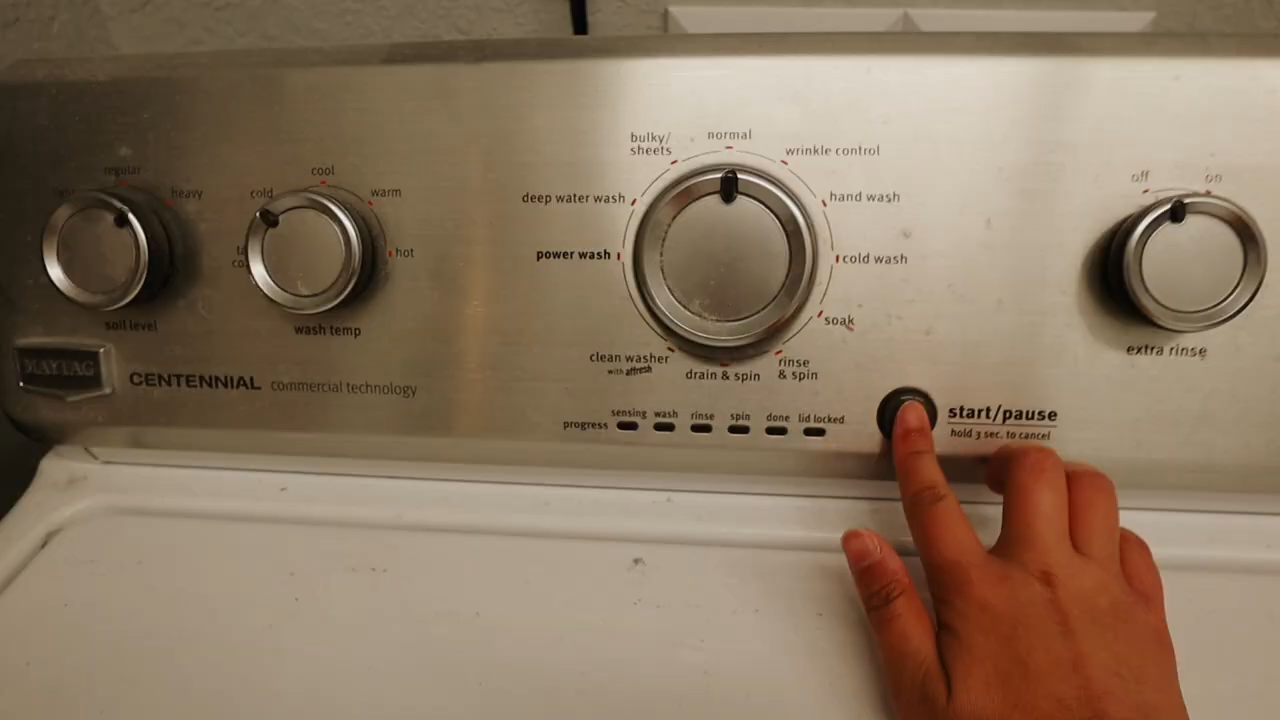 regular
light
heavy
soil level
cool
cold
warm
hot
wash temp
MAYTAG
CENTENNIAL commercial technology
normal
bulky/
sheets
wrinkle control
deep water wash
hand wash
power wash
cold wash
soak
clean washer
with affresh
drain & spin
rinse
& spin
progress
sensing
wash
rinse
spin
done
lid locked
start/pause
hold 3 sec. to cancel
off
on
extra rinse